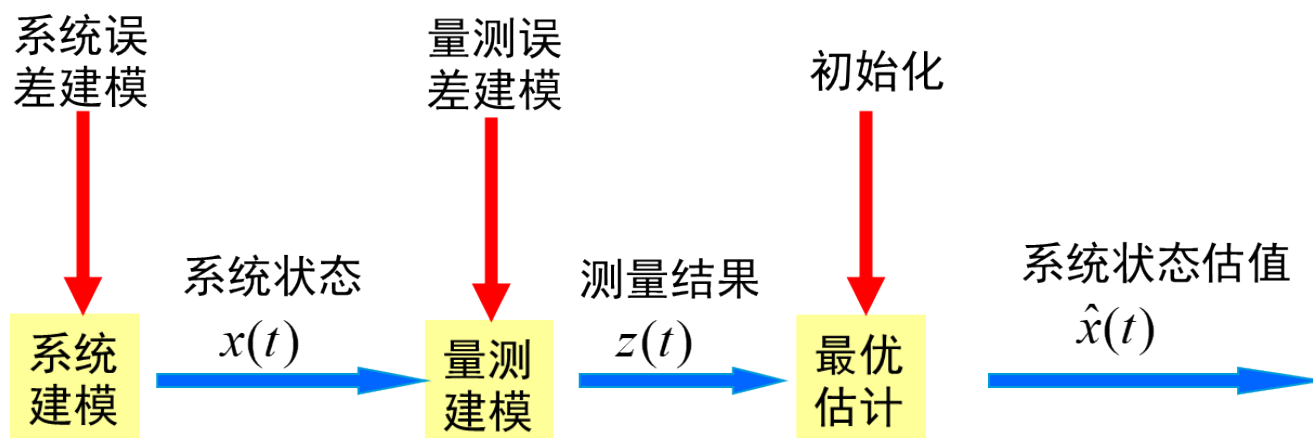 系统误
差建模
量测误
差建模
初始化
系统状态
x(t)
测量结果
z(t)
系统状态估值
x̂(t)
系统
建模
量测
建模
最优
估计